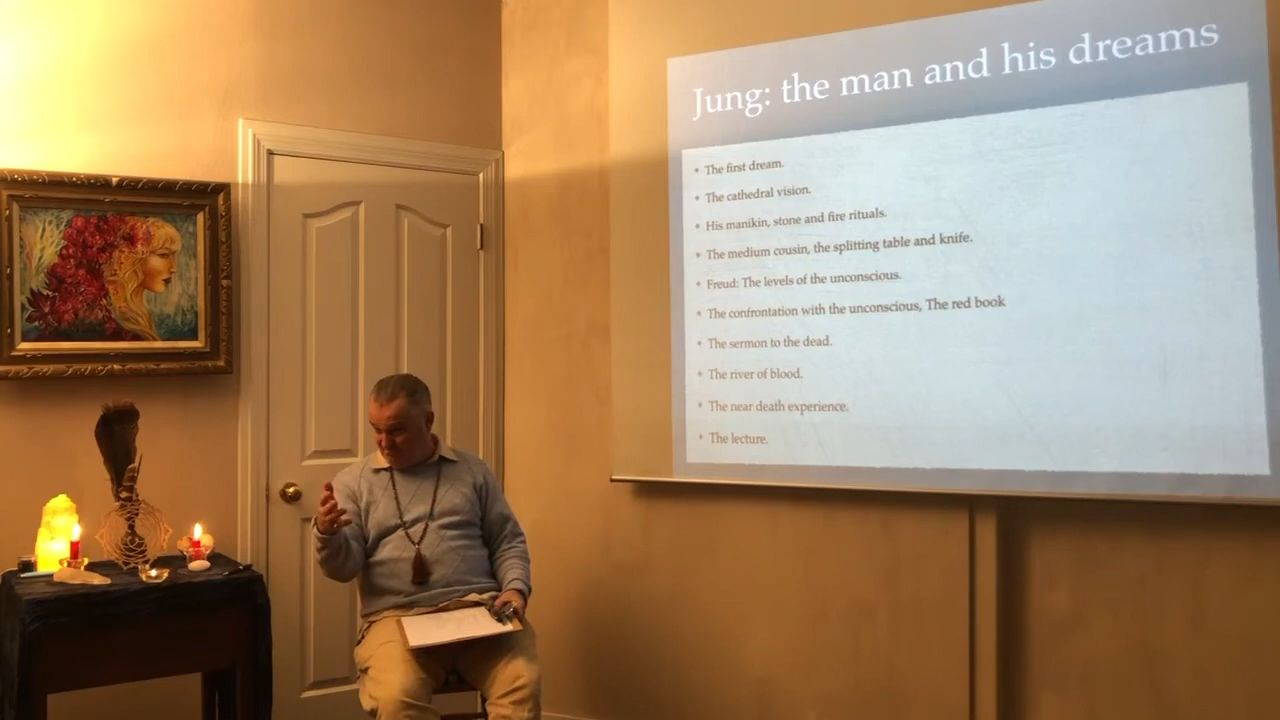 Jung: the man and his dreams
• The first dream.
• The cathedral vision.
• His manikin, stone and fire rituals.
• The medium cousin, the splitting table and knife.
• Freud: The levels of the unconscious.
• The confrontation with the unconscious, The red book
• The sermon to the dead.
• The river of blood.
• The near death experience.
• The lecture.